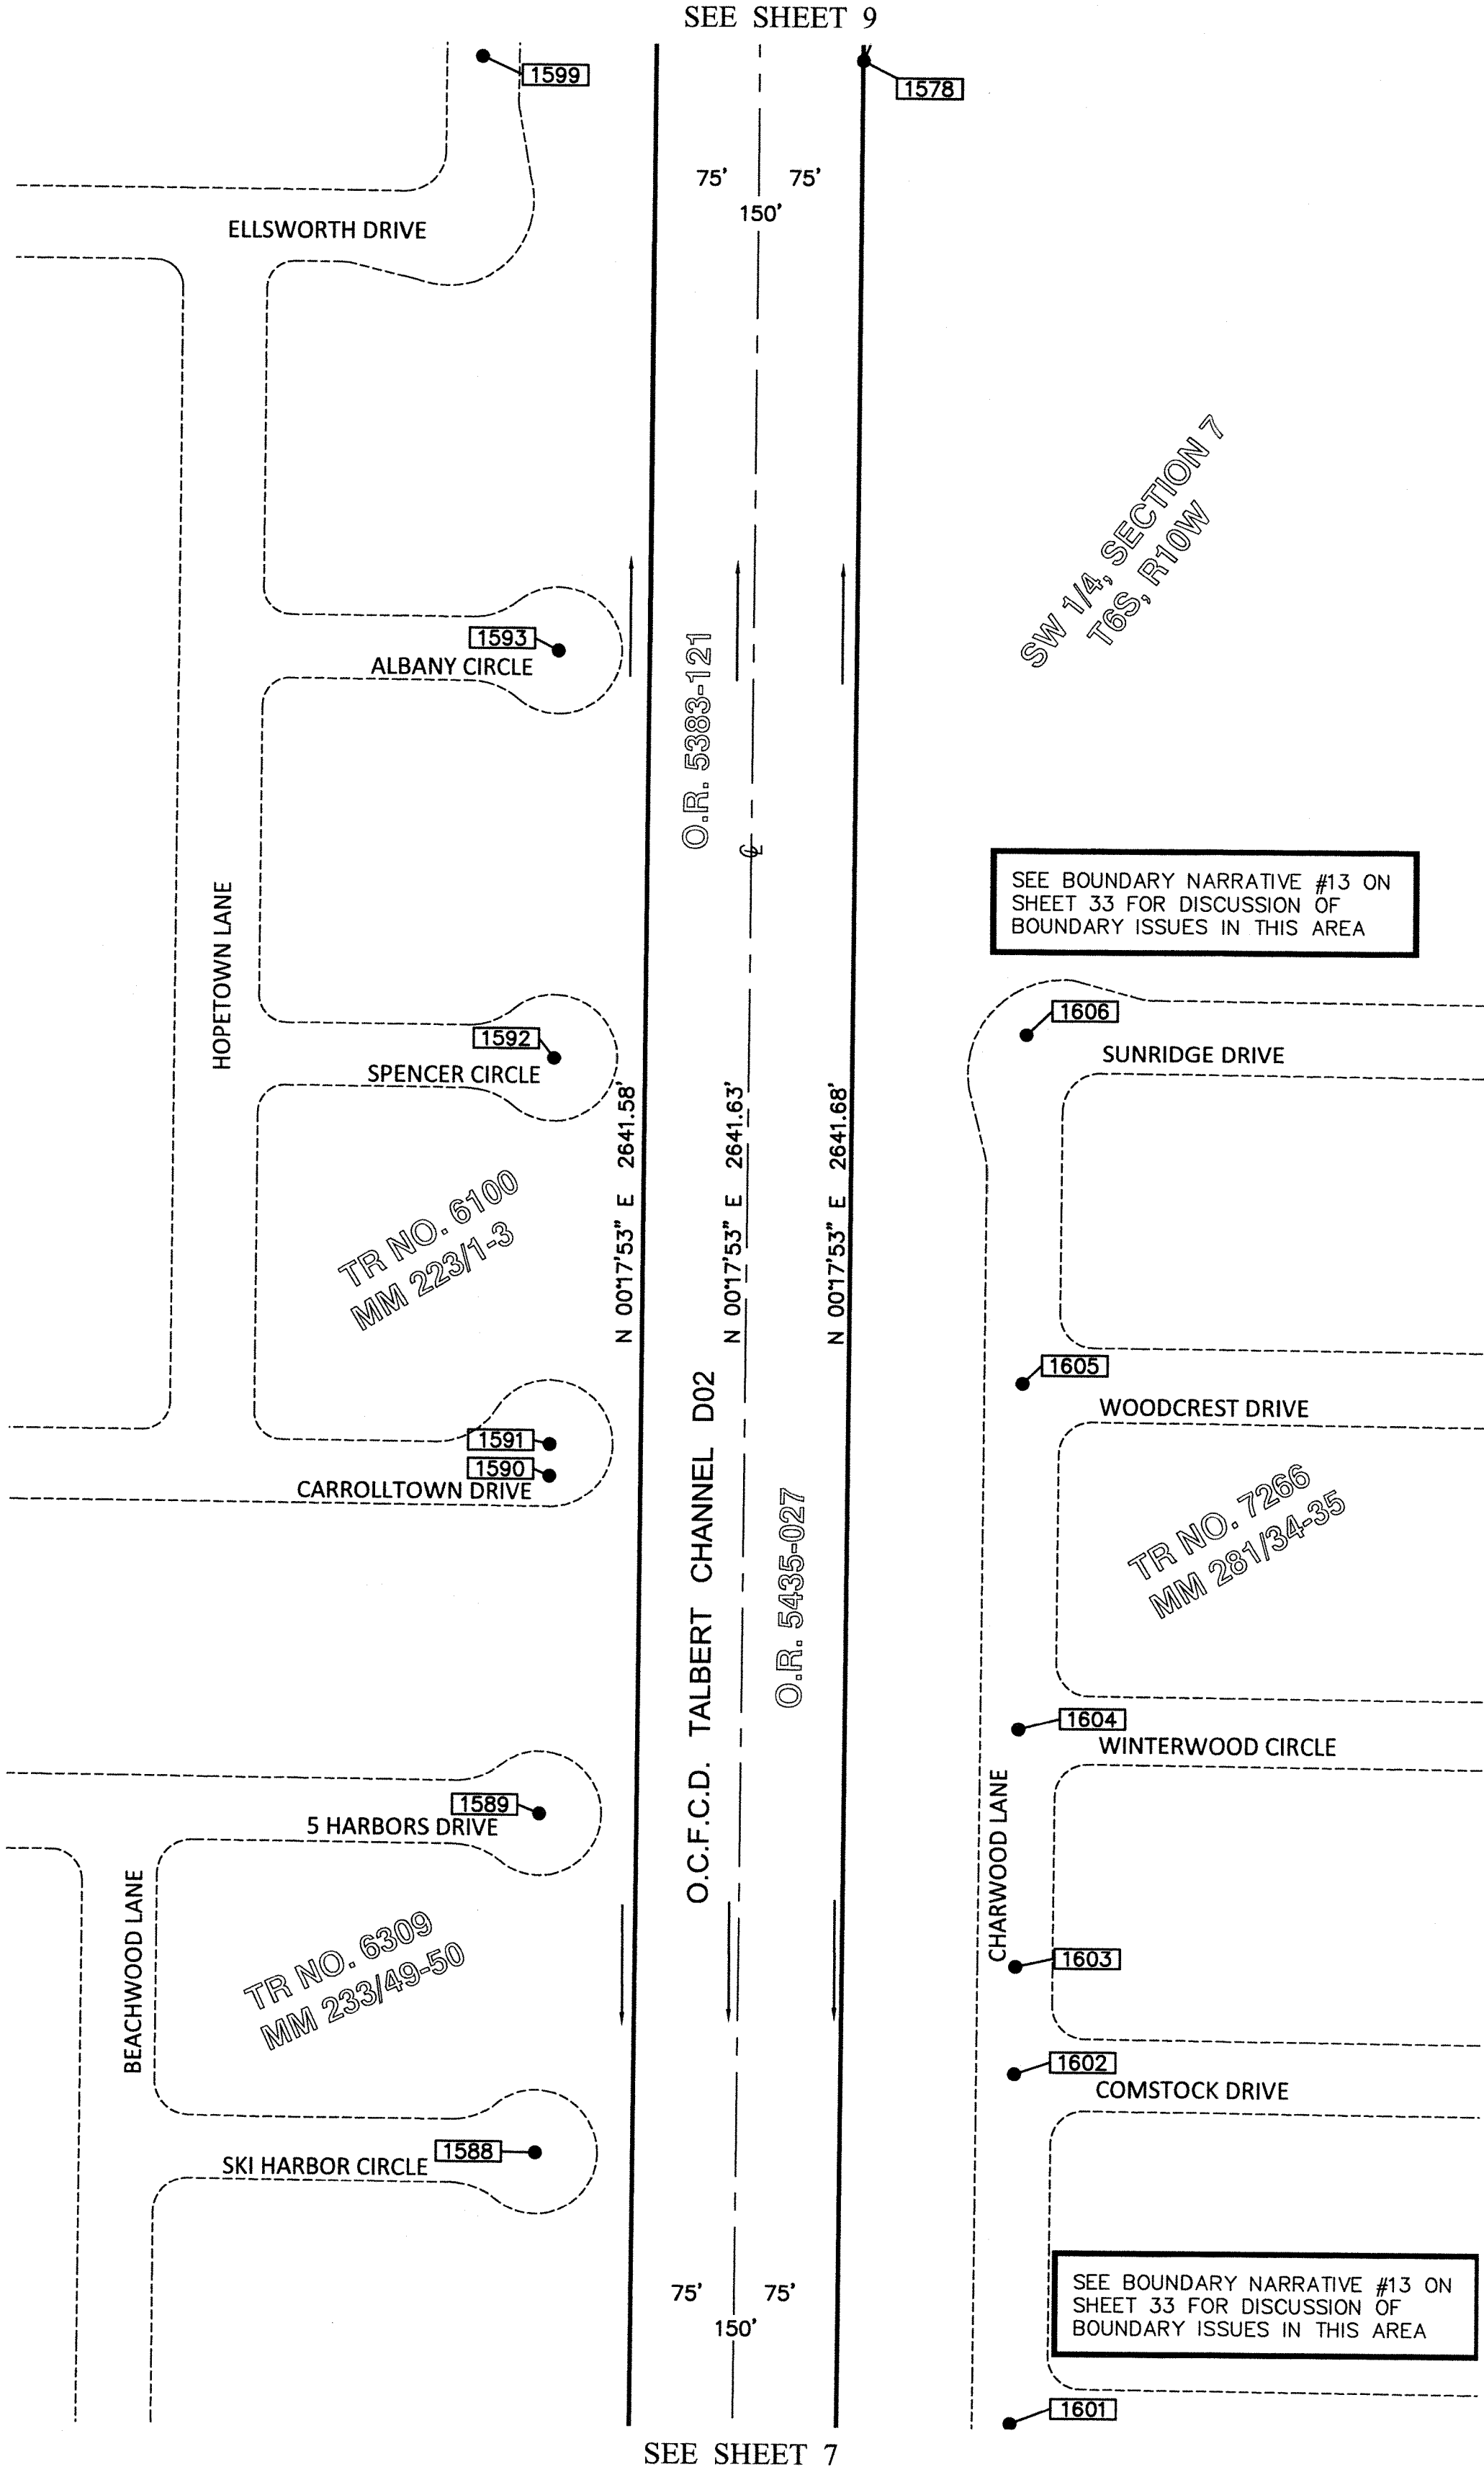 SEE SHEET 9
1599
1578
75' 75'
150'
ELLSWORTH DRIVE
SW 1/4, SECTION 7
T6S, R10W
1593
ALBANY CIRCLE
O.R. 5383-121
HOPETOWN LANE
SEE BOUNDARY NARRATIVE #13 ON
SHEET 33 FOR DISCUSSION OF
BOUNDARY ISSUES IN THIS AREA
1592
SPENCER CIRCLE
1606
SUNRIDGE DRIVE
N 00°17'53" E 2641.58'
N 00°17'53" E 2641.63'
N 00°17'53" E 2641.68'
TR NO. 6100
MM 223/1-3
1605
WOODCREST DRIVE
1591
1590
CARROLLTOWN DRIVE
O.C.F.C.D. TALBERT CHANNEL D02
O.R. 5435-027
TR NO. 7266
MM 281/34-35
1604
WINTERWOOD CIRCLE
1589
5 HARBORS DRIVE
CHARWOOD LANE
BEACHWOOD LANE
TR NO. 6309
MM 233/49-50
1603
1602
COMSTOCK DRIVE
1588
SKI HARBOR CIRCLE
75' 75'
150'
SEE BOUNDARY NARRATIVE #13 ON
SHEET 33 FOR DISCUSSION OF
BOUNDARY ISSUES IN THIS AREA
1601
SEE SHEET 7